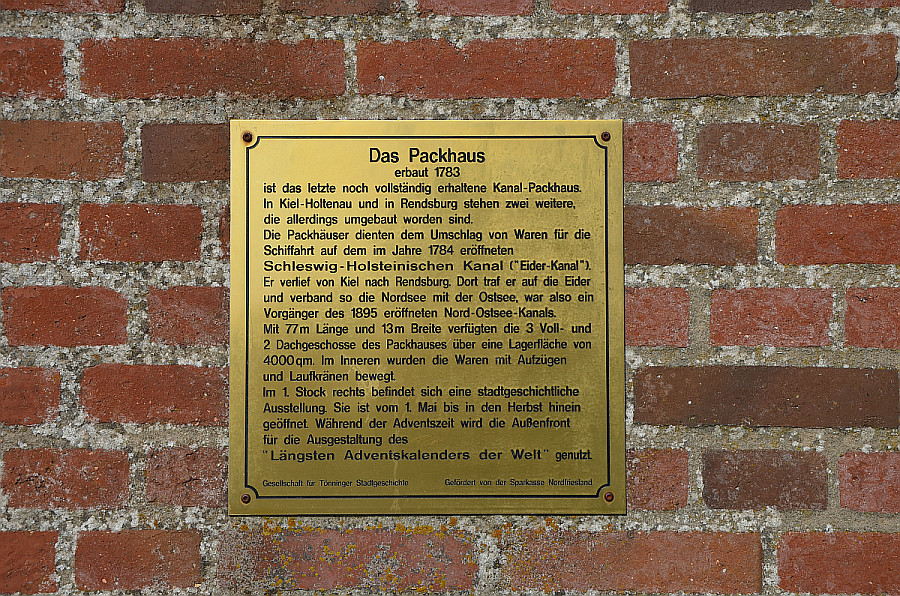 Das Packhaus
erbaut 1783
ist das letzte noch vollständig erhaltene Kanal-Packhaus.
In Kiel-Holtenau und in Rendsburg stehen zwei weitere,
die allerdings umgebaut worden sind.
Die Packhäuser dienten dem Umschlag von Waren für die
Schiffahrt auf dem im Jahre 1784 eröffneten
Schleswig-Holsteinischen Kanal ("Eider-Kanal").
Er verlief von Kiel nach Rendsburg. Dort traf er auf die Eider
und verband so die Nordsee mit der Ostsee, war also ein
Vorgänger des 1895 eröffneten Nord-Ostsee-Kanals.
Mit 77m Länge und 13m Breite verfügten die 3 Voll- und
2 Dachgeschosse des Packhauses über eine Lagerfläche von
4000qm. Im Inneren wurden die Waren mit Aufzügen
und Laufkränen bewegt.
Im 1. Stock rechts befindet sich eine stadtgeschichtliche
Ausstellung. Sie ist vom 1. Mai bis in den Herbst hinein
geöffnet. Während der Adventszeit wird die Außenfront
für die Ausgestaltung des
"Längsten Adventskalenders der Welt" genutzt.
Gesellschaft für Tönninger Stadtgeschichte Gefördert von der Sparkasse Nordfriesland